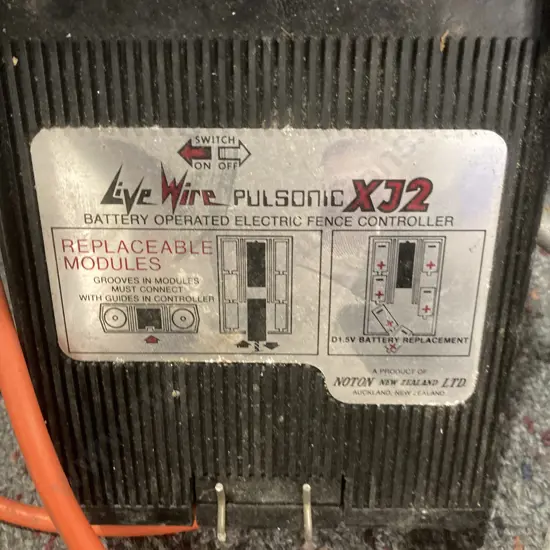 SWITCH
ON OFF
Live Wire PULSONIC XJ2
BATTERY OPERATED ELECTRIC FENCE CONTROLLER
REPLACEABLE
MODULES
GROOVES IN MODULES
MUST CONNECT
WITH GUIDES IN CONTROLLER
D1.5V BATTERY REPLACEMENT
A PRODUCT OF
NOTON NEW ZEALAND LTD.
AUCKLAND, NEW ZEALAND.